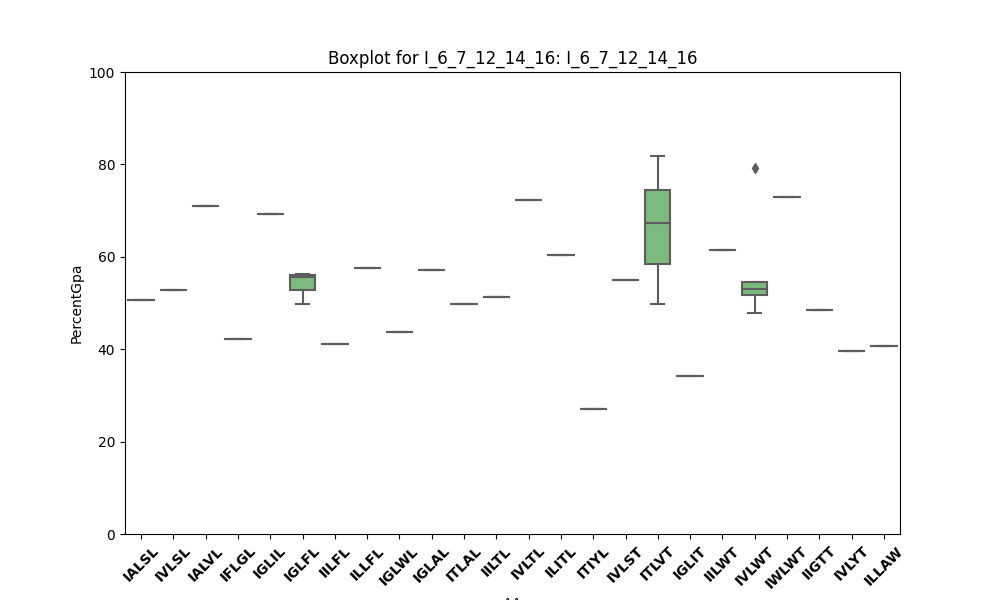 Boxplot for I_6_7_12_14_16: I_6_7_12_14_16
100
80
60
40
20
0
PercentGpa
IALSL IVLSL IALVL IFLGL IGLIL IGLFL IILFL ILLFL IGLWL IGLAL ITLAL IILTL IVLTL ILITL ITIYL IVLST ITLVT IGLIT IILWT IVLWT IWLWT IIGTT IVLYT ILLAW